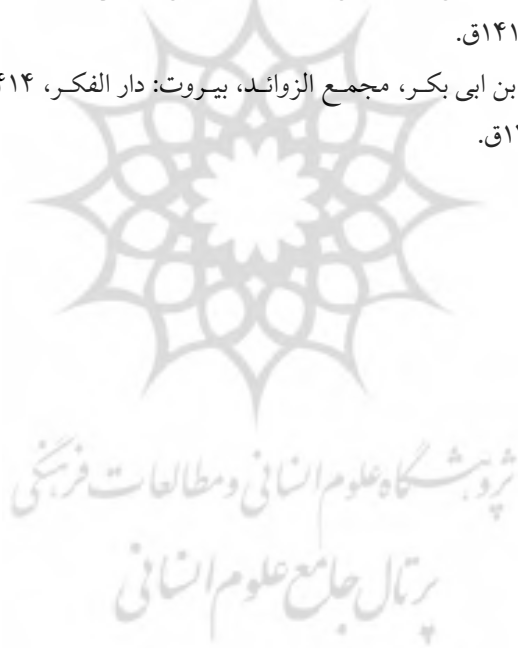 ۱۴۱ق.
بن ابی بکر، مجمع الزوائد، بیروت: دار الفکر، ۴۱۴
۱ق.
پژوهشگاه علوم انسانی و مطالعات فرهنگی
پرتال جامع علوم انسانی